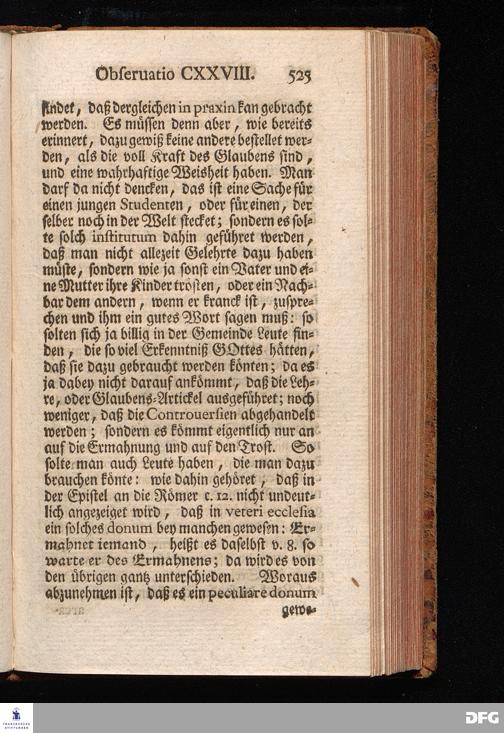 Obſeruatio CXXVIII. 525
findet, daß dergleichen in praxin kan gebracht
werden. Es müſſen denn aber, wie bereits
erinnert, dazu gewiß keine andere beſtellet wer-
den, als die voll Kraft des Glaubens ſind,
und eine wahrhaftige Weisheit haben. Man
darf da nicht dencken, das iſt eine Sache für
einen jungen Studenten, oder für einen, der
ſelber noch in der Welt ſtecket; ſondern es ſol-
te ſolch inſtitutum dahin geführet werden,
daß man nicht allezeit Gelehrte dazu haben
müſte, ſondern wie ja ſonſt ein Vater und ei-
ne Mutter ihre Kinder tröſten, oder ein Nach-
bar dem andern, wenn er kranck iſt, zuſpre-
chen und ihm ein gutes Wort ſagen muß: ſo
ſolten ſich ja billig in der Gemeinde Leute fin-
den, die ſo viel Erkenntniß GOttes hätten,
daß ſie dazu gebraucht werden könten; da es
ja dabey nicht darauf ankömmt, daß die Leh-
re, oder Glaubens-Artickel ausgeführet; noch
weniger, daß die Controuerſien abgehandelt
werden; ſondern es kömmt eigentlich nur an
auf die Ermahnung und auf den Troſt. So
ſolte man auch Leute haben, die man dazu
brauchen könte: wie dahin gehöret, daß in
der Epiſtel an die Römer c. 12. nicht undeut-
lich angezeiget wird, daß in veteri eccleſia
ein ſolches donum bey manchen geweſen: Er-
mahnet iemand, heißt es daſelbſt v. 8. ſo
warte er des Ermahnens; da wird es von
den übrigen gantz unterſchieden. Woraus
abzunehmen iſt, daß es ein peculiare donum
gewe-
FRANCKESCHE
STIFTUNGEN
DFG